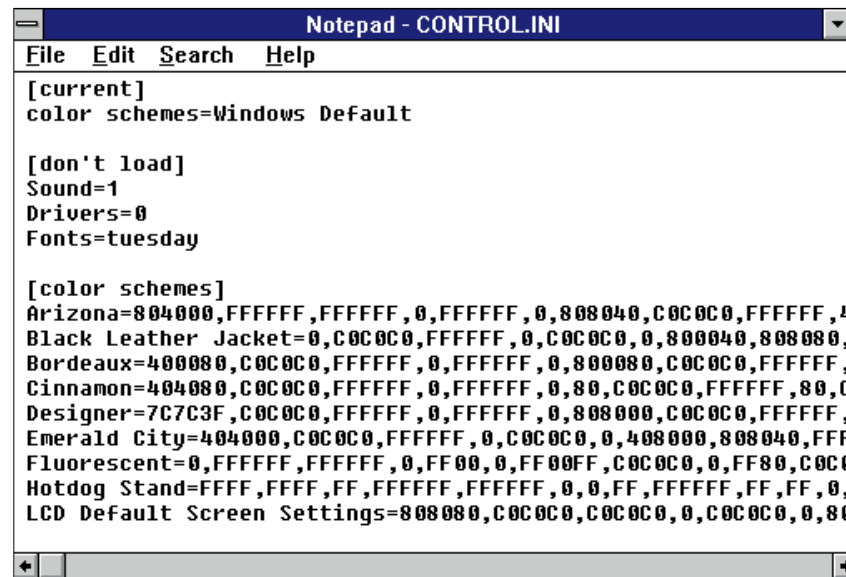 Notepad - CONTROL.INI
File Edit Search Help
[current]
color schemes=Windows Default
[don't load]
Sound=1
Drivers=0
Fonts=tuesday
[color schemes]
Arizona=804000,FFFFFF,FFFFFF,0,FFFFFF,0,808040,C0C0C0,FFFFFF,4
Black Leather Jacket=0,C0C0C0,FFFFFF,0,C0C0C0,0,800040,808080,
Bordeaux=400080,C0C0C0,FFFFFF,0,FFFFFF,0,800080,C0C0C0,FFFFFF,
Cinnamon=404080,C0C0C0,FFFFFF,0,FFFFFF,0,80,C0C0C0,FFFFFF,80,C
Designer=7C7C3F,C0C0C0,FFFFFF,0,FFFFFF,0,808000,C0C0C0,FFFFFF,
Emerald City=404000,C0C0C0,FFFFFF,0,C0C0C0,0,408000,808040,FFF
Fluorescent=0,FFFFFF,FFFFFF,0,FF00,0,FF00FF,C0C0C0,0,FF80,C0C0
Hotdog Stand=FFFF,FFFF,FF,FFFFFF,FFFFFF,0,0,FF,FFFFFF,FF,FF,0,
LCD Default Screen Settings=808080,C0C0C0,C0C0C0,0,C0C0C0,0,80